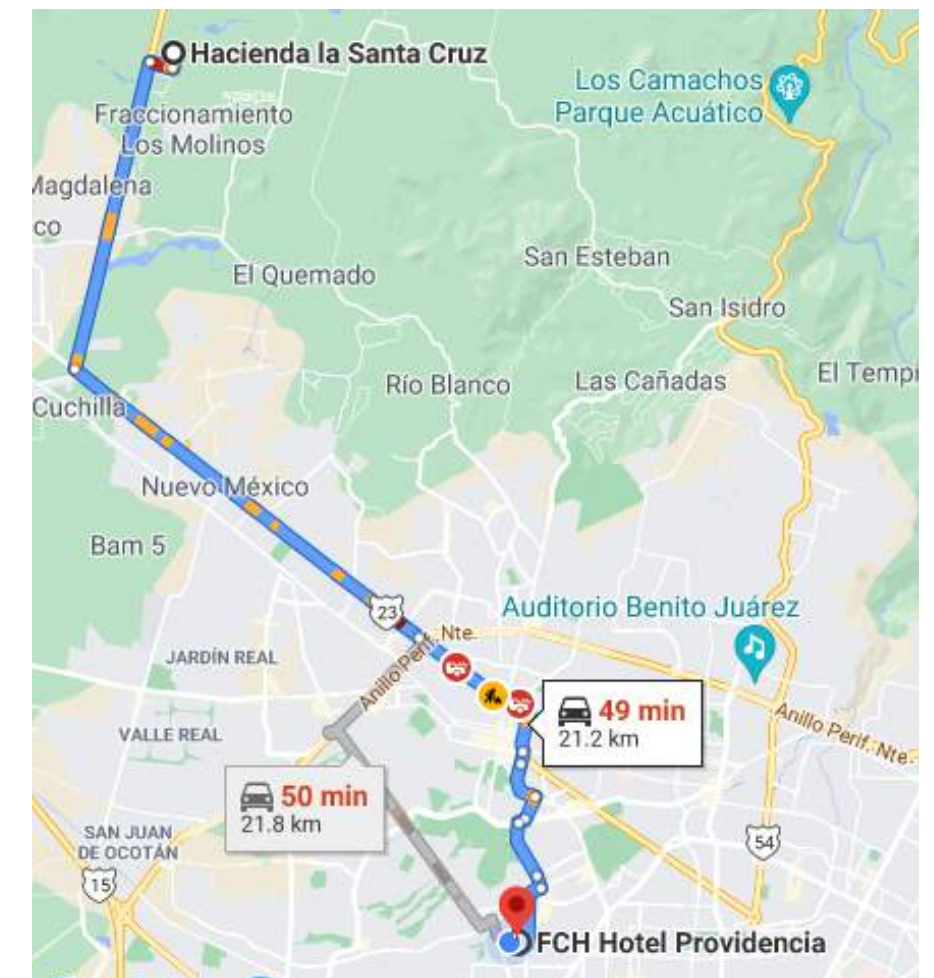 Hacienda la Santa Cruz
Los Camachos
Parque Acuático
Fraccionamiento
Los Molinos
Magdalena
co
San Esteban
El Quemado
San Isidro
Río Blanco
Las Cañadas
El Tempi
Cuchilla
Nuevo México
Bam 5
23
Auditorio Benito Juárez
Anillo Perif. Nte.
JARDÍN REAL
49 min
21.2 km
Anillo Perif. Nte.
VALLE REAL
50 min
21.8 km
SAN JUAN
DE OCOTÁN
54
15
FCH Hotel Providencia